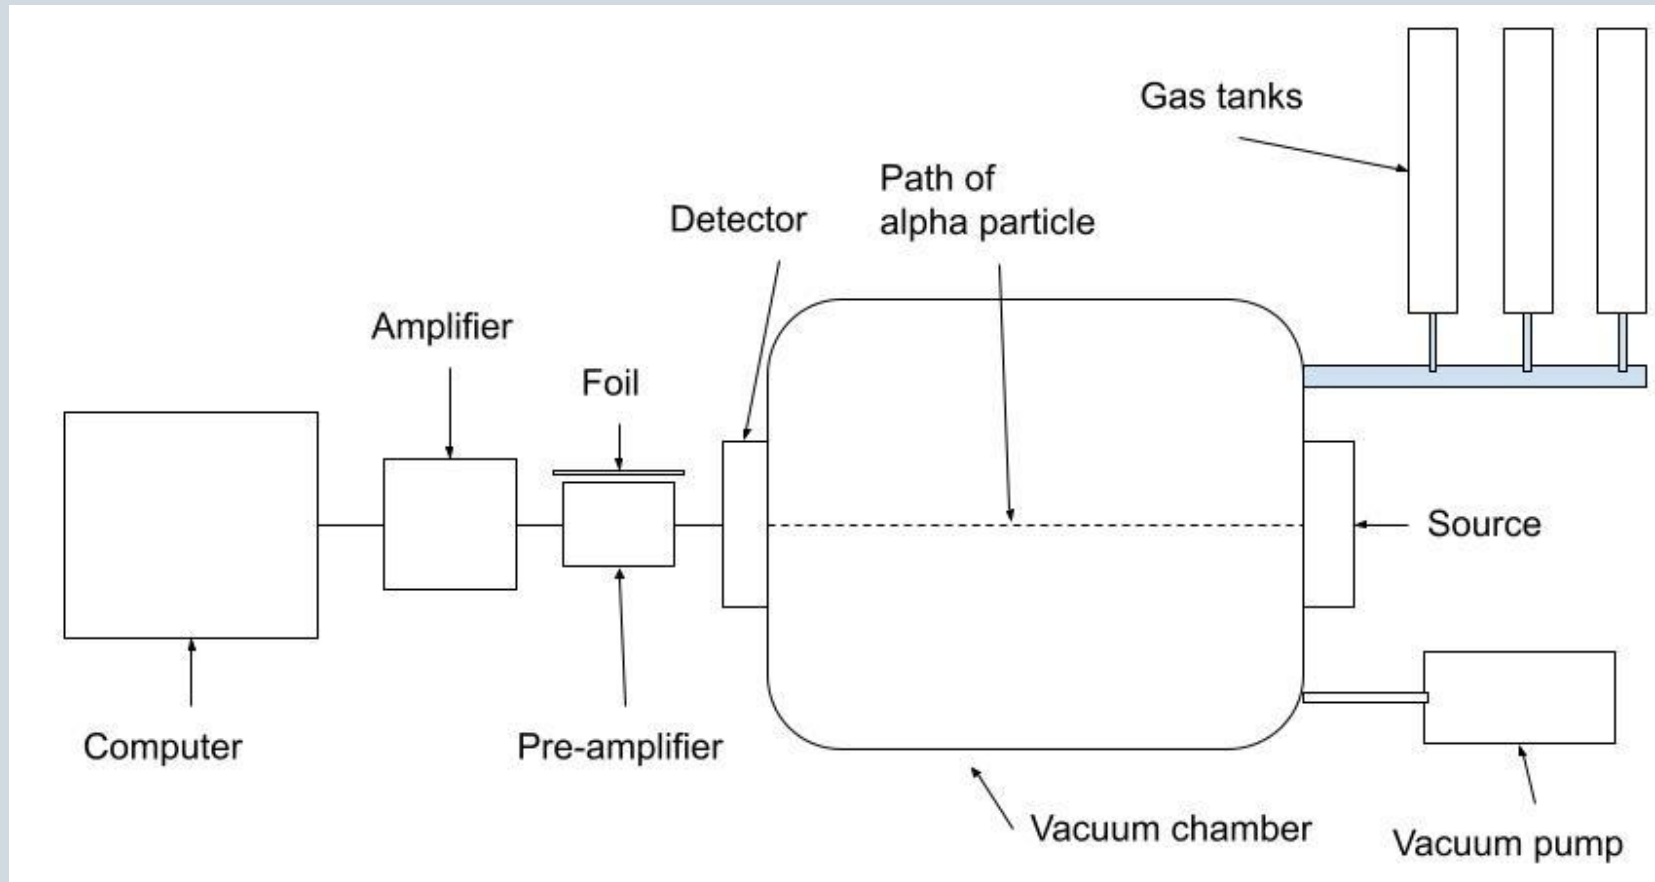 Gas tanks
Path of
alpha particle
Detector
Amplifier
Foil
Source
Computer
Pre-amplifier
Vacuum chamber
Vacuum pump